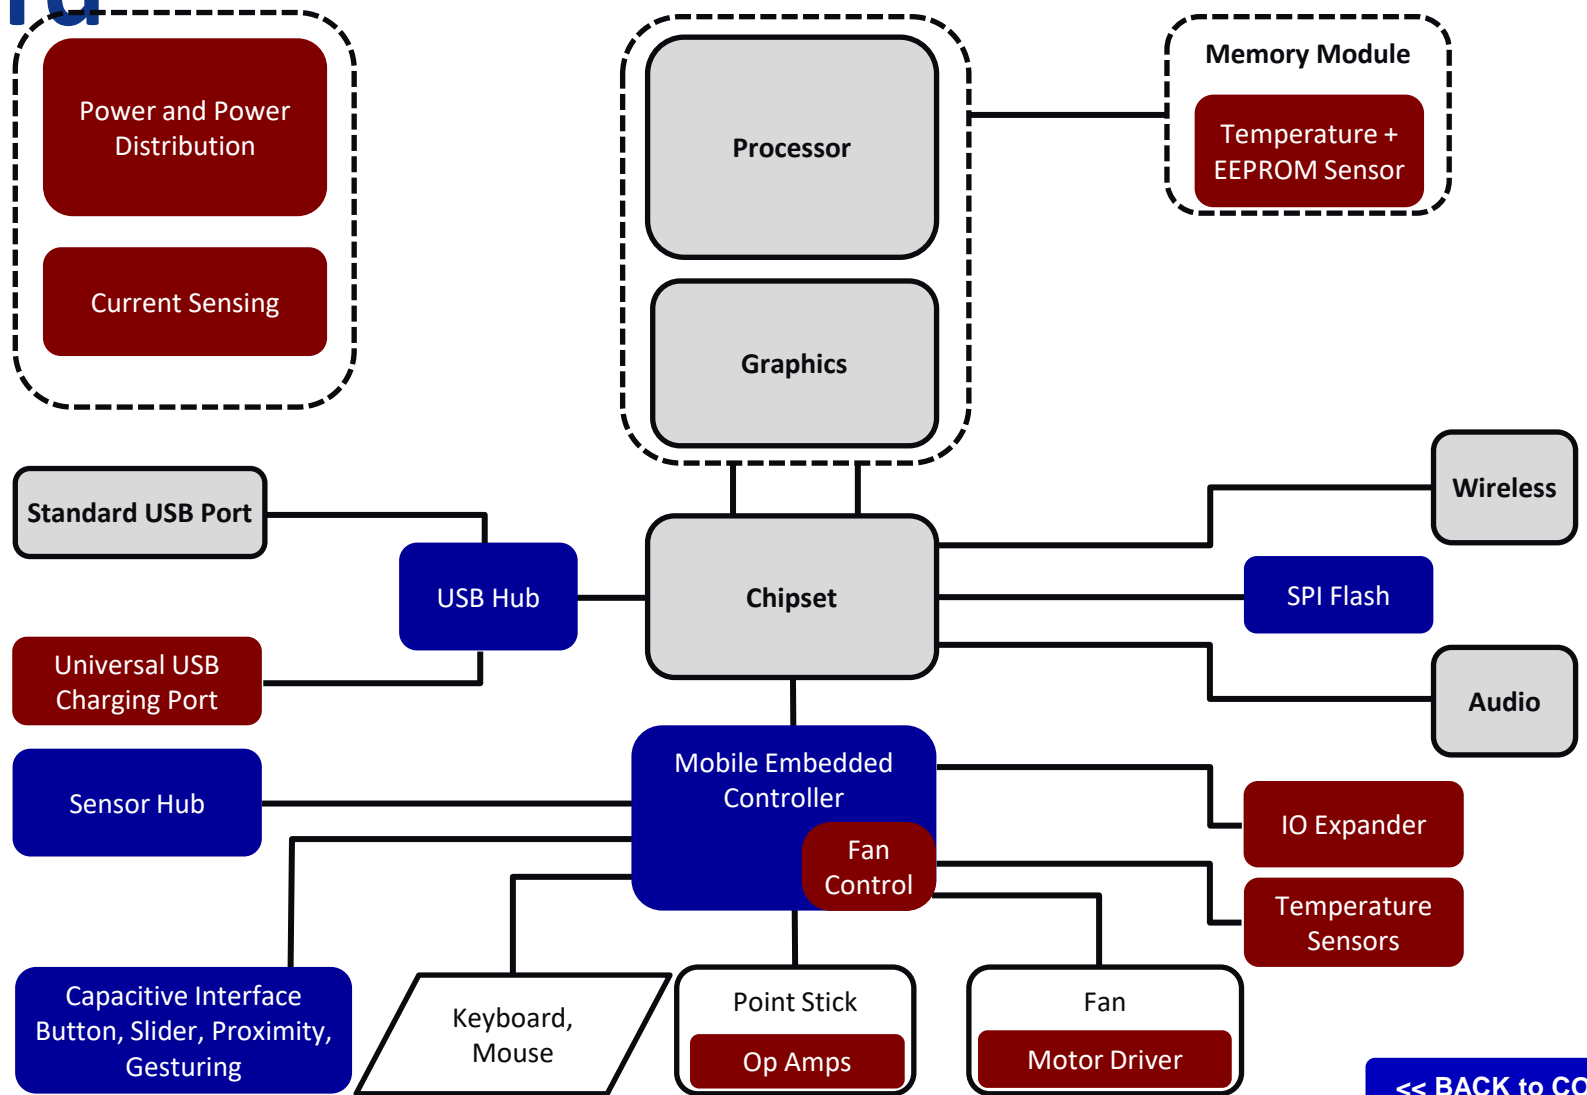 Power and Power
Distribution
Current Sensing
Processor
Graphics
Memory Module
Temperature +
EEPROM Sensor
Standard USB Port
USB Hub
Chipset
Wireless
SPI Flash
Universal USB
Charging Port
Audio
Sensor Hub
Mobile Embedded
Controller
Fan
Control
IO Expander
Temperature
Sensors
Capacitive Interface
Button, Slider, Proximity,
Gesturing
Keyboard,
Mouse
Point Stick
Op Amps
Fan
Motor Driver
<< BACK to CO